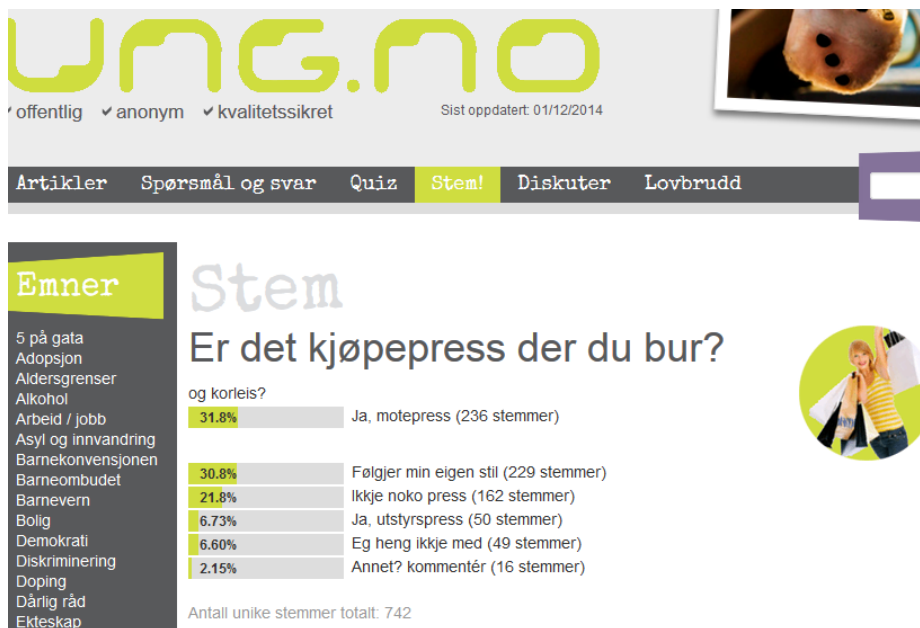 ung.no
offentlig ✔ anonym ✔ kvalitetssikret
Sist oppdatert: 01/12/2014
Artikler Spørsmål og svar Quiz Stem! Diskuter Lovbrudd
Emner
5 på gata
Adopsjon
Aldersgrenser
Alkohol
Arbeid / jobb
Asyl og innvandring
Barnekonvensjonen
Barneombudet
Barnevern
Bolig
Demokrati
Diskriminering
Doping
Dårlig råd
Ekteskap
Stem
Er det kjøpepress der du bur?
og korleis?
31.8% Ja, motepress (236 stemmer)
30.8% Følgjer min eigen stil (229 stemmer)
21.8% Ikkje noko press (162 stemmer)
6.73% Ja, utstyrspress (50 stemmer)
6.60% Eg heng ikkje med (49 stemmer)
2.15% Annet? kommentér (16 stemmer)
Antall unike stemmer totalt: 742